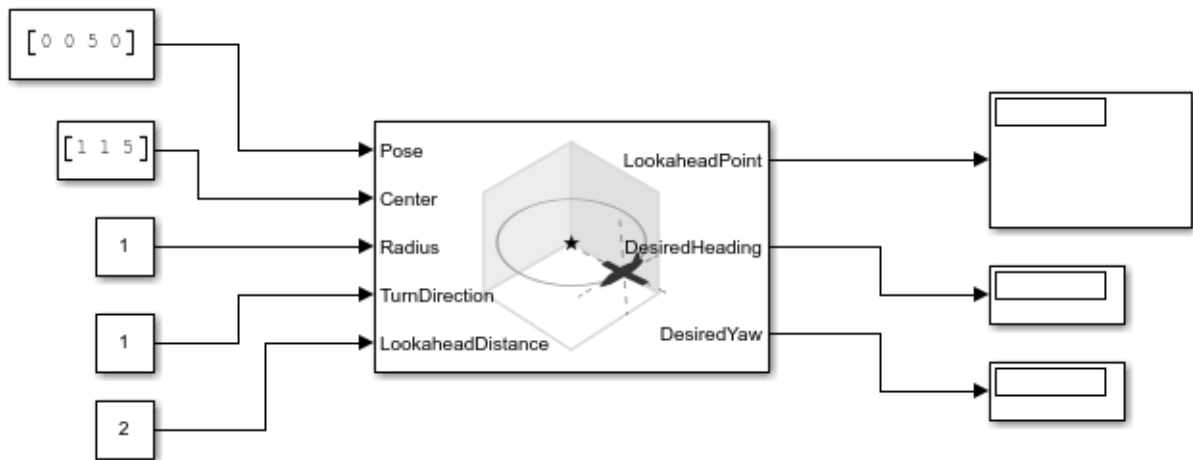 [0 0 5 0]
[1 1 5]
1
1
2
Pose
Center
Radius
TurnDirection
LookaheadDistance
LookaheadPoint
DesiredHeading
DesiredYaw